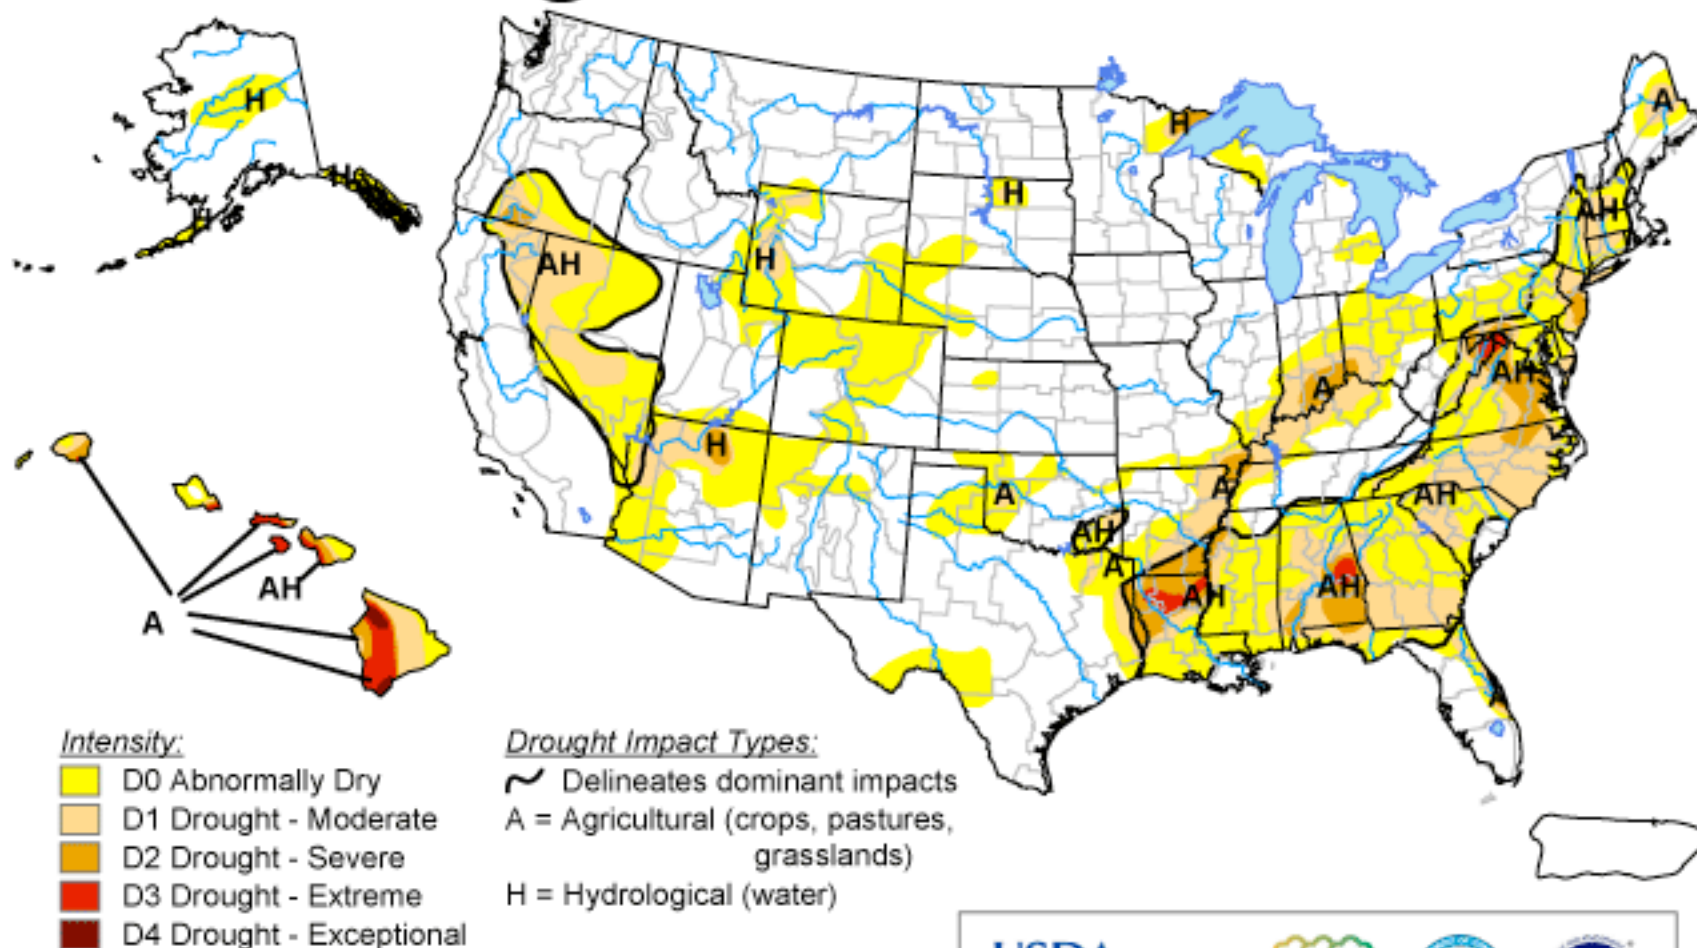 H
H
H
H
AH
H
H
H
A
AH
AH
A
AH
H
A
A
AH
A
AH
AH
A
AH
A
Intensity:
D0 Abnormally Dry
D1 Drought - Moderate
D2 Drought - Severe
D3 Drought - Extreme
D4 Drought - Exceptional
Drought Impact Types:
Delineates dominant impacts
A = Agricultural (crops, pastures,
grasslands)
H = Hydrological (water)
USDA